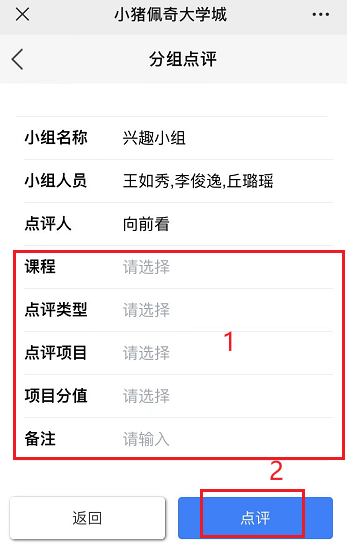 小猪佩奇大学城
分组点评
小组名称 兴趣小组
小组人员 王如秀,李俊逸,丘璐瑶
点评人 向前看
课程 请选择
点评类型 请选择
1
点评项目 请选择
项目分值 请选择
备注 请输入
2
返回 点评